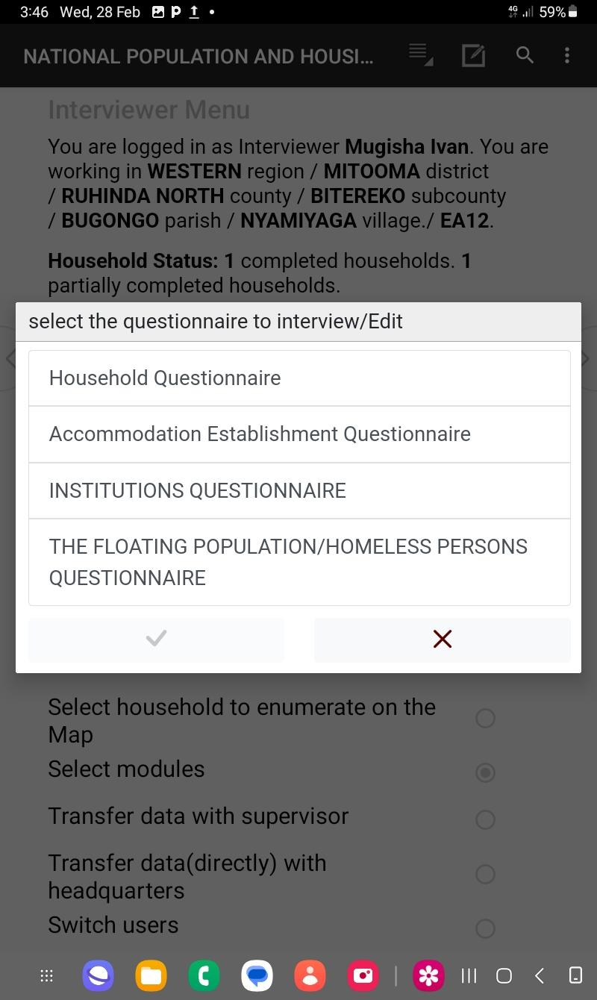 3:46 Wed, 28 Feb
4G 59%
NATIONAL POPULATION AND HOUSI...
Interviewer Menu
You are logged in as Interviewer Mugisha Ivan. You are
working in WESTERN region / MITOOMA district
/ RUHINDA NORTH county / BITEREKO subcounty
/ BUGONGO parish / NYAMIYAGA village./ EA12.
Household Status: 1 completed households. 1
partially completed households.
select the questionnaire to interview/Edit
Household Questionnaire
Accommodation Establishment Questionnaire
INSTITUTIONS QUESTIONNAIRE
THE FLOATING POPULATION/HOMELESS PERSONS
QUESTIONNAIRE
Select household to enumerate on the
Map
Select modules
Transfer data with supervisor
Transfer data(directly) with
headquarters
Switch users